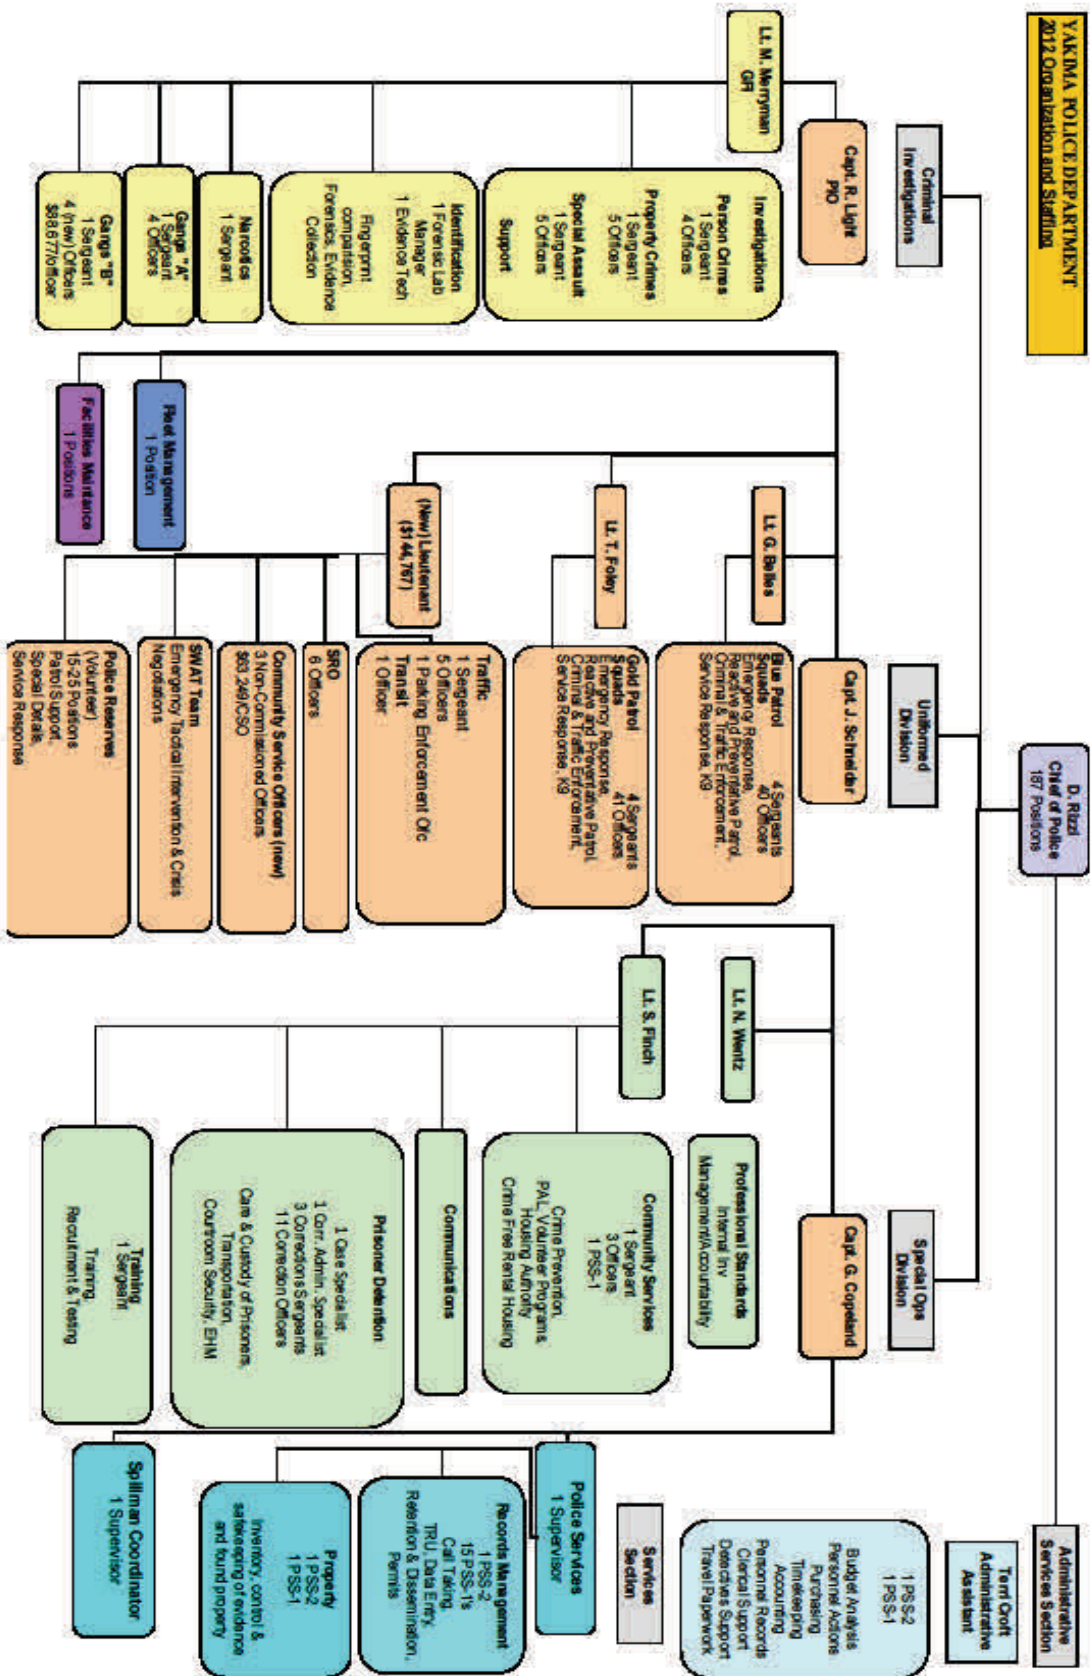 YAKIMA POLICE DEPARTMENT
2012 Organization and Staffing
D. Rizzi
Chief of Police
187 Positions
Criminal
Investigations
Capt. R. Light
PIO
Lt. M. Merryman
GFI
Investigations
Person Crimes
1 Sergeant
4 Officers
Property Crimes
1 Sergeant
5 Officers
Special Assault
1 Sergeant
5 Officers
Support
Identification
1 Forensic Lab
Manager
1 Evidence Tech
Fingerprint
comparision,
Forensics, Evidence
Collection
Narcotics
1 Sergeant
Gangs "A"
1 Sergeant
4 Officers
Gangs "B"
1 Sergeant
4 (new) Officers
$88,677/officer
Uniformed
Division
Capt. J. Schneider
Lt. G. Belles
Blue Patrol 4 Sergeants
Squads 40 Officers
Emergency Response,
Reactive and Preventative Patrol,
Criminal & Traffic Enforcement,
Service Response, K9
Lt. T. Foley
Gold Patrol 4 Sergeants
Squads 41 Officers
Emergency Response,
Reactive and Preventative Patrol,
Criminal & Traffic Enforcement,
Service Response, K9
(New) Lieutenant
($144,767)
Traffic
1 Sergeant
5 Officers
1 Parking Enforcement Ofc
Transit
1 Officer
SRO
6 Officers
Community Service Officers (new)
3 Non-Commissioned Officers
$63,249/CSO
SWAT Team
Emergency Tactical Intervention & Crisis
Negotiations
Police Reserves
(Volunteer)
15-25 Positions
Patrol Support,
Special Details,
Service Response
Fleet Management
1 Position
Facilities Maintance
1 Positions
Special Ops
Division
Capt. G. Copeland
Lt. N. Wentz
Professional Standards
Internal Inv
Management/Accountability
Lt. S. Finch
Community Services
1 Sergeant
3 Officers
1 PSS-1
Crime Prevention,
PAL, Volunteer Programs,
Housing Authority
Crime Free Rental Housing
Communications
Prisoner Detention
1 Case Specialist
1 Corr. Admin. Specialist
3 Corrections Sergeants
11 Correction Officers
Care & Custody of Prisoners,
Transportation,
Courtroom Security, EHM
Training
1 Sergeant
Training,
Recruitment & Testing
Administrative
Services Section
Terri Croft
Administrative
Assistant
1 PSS-2
1 PSS-1
Budget Analysis
Personnel Actions
Purchasing
Timekeeping
Accounting
Personnel Records
Clerical Support
Detectives Support
Travel Paperwork
Services
Section
Police Services
1 Supervisor
Records Management
1 PSS-2
15 PSS-1's
Call Taking,
TRU, Data Entry,
Retention & Dissemination,
Permits
Property
1 PSS-2
1 PSS-1
Inventory, control &
safekeeping of evidence
and found property
Spillman Coordinator
1 Supervisor